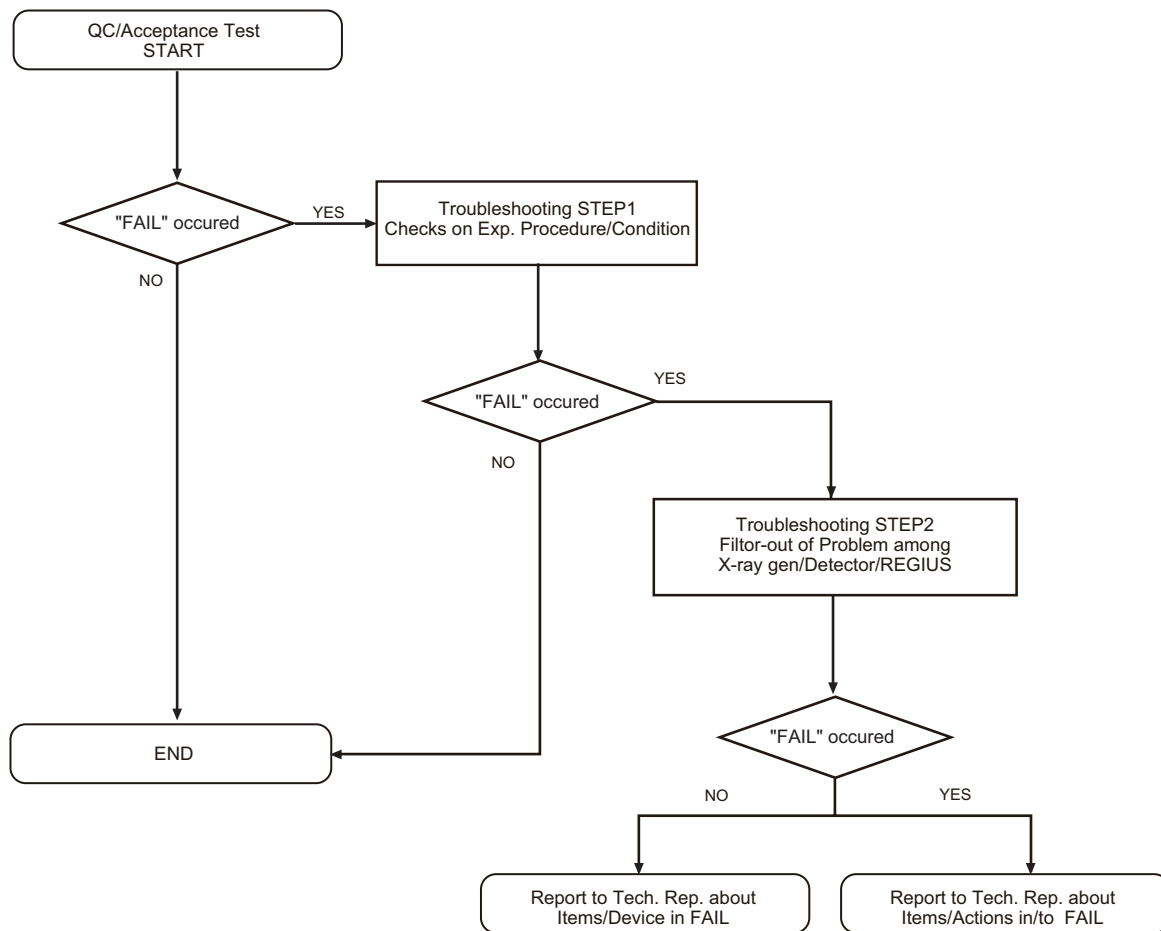 QC/Acceptance Test
START
"FAIL" occured
YES
NO
Troubleshooting STEP1
Checks on Exp. Procedure/Condition
"FAIL" occured
YES
NO
Troubleshooting STEP2
Filtor-out of Problem among
X-ray gen/Detector/REGIUS
END
"FAIL" occured
NO
YES
Report to Tech. Rep. about
Items/Device in FAIL
Report to Tech. Rep. about
Items/Actions in/to FAIL